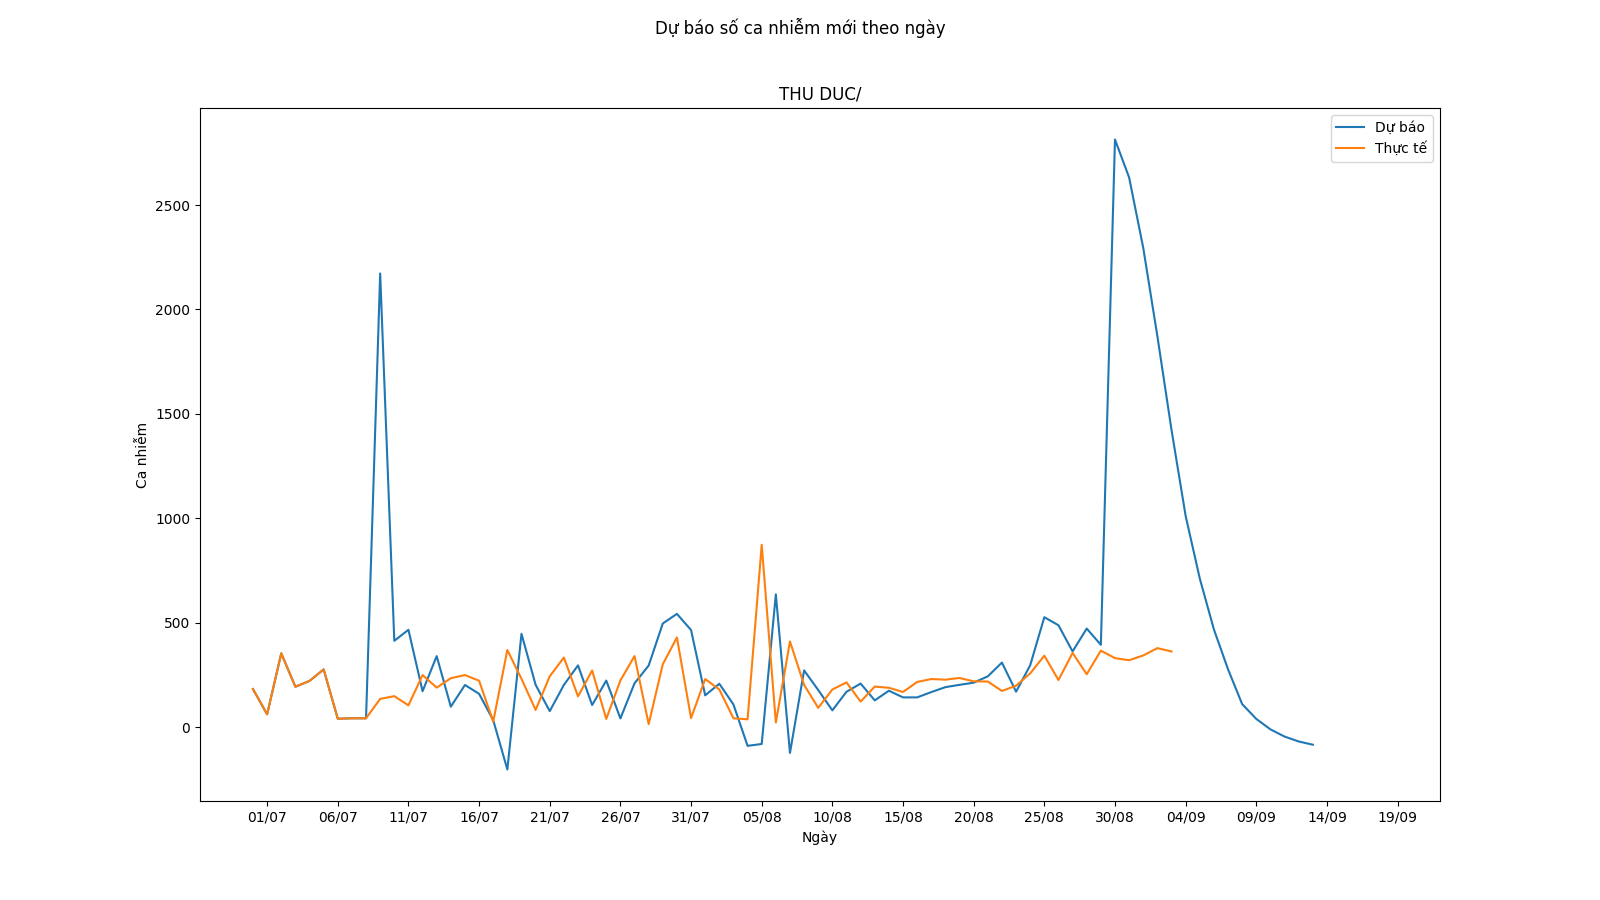 Dự báo số ca nhiễm mới theo ngày
THU DUC/
Dự báo
Thực tế
2500
2000
1500
1000
500
0
Ca nhiễm
01/07 06/07 11/07 16/07 21/07 26/07 31/07 05/08 10/08 15/08 20/08 25/08 30/08 04/09 09/09 14/09 19/09
Ngày